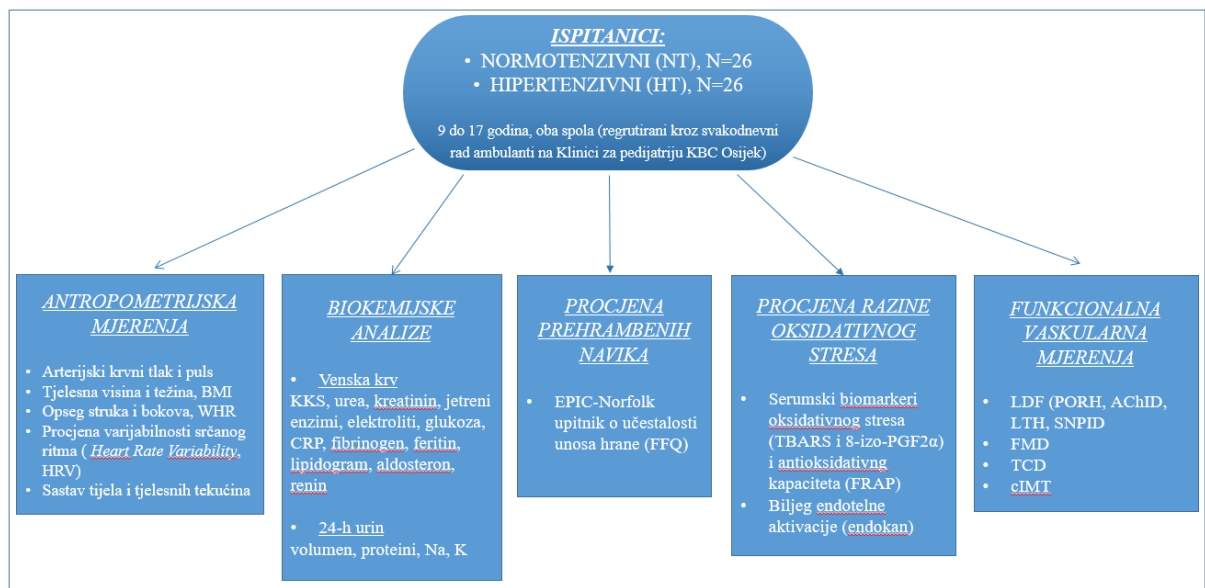 ISPITANICI:
• NORMOTENZIVNI (NT), N=26
• HIPERTENZIVNI (HT), N=26
9 do 17 godina, oba spola (regrutirani kroz svakodnevni
rad ambulanti na Klinici za pedijatriju KBC Osijek)
ANTROPOMETRIJSKA
MJERENJA
• Arterijski krvni tlak i puls
• Tjelesna visina i težina, BMI
• Opseg struka i bokova, WHR
• Procjena varijabilnosti srčanog
ritma ( Heart Rate Variability,
HRV)
• Sastav tijela i tjelesnih tekućina
BIOKEMIJSKE
ANALIZE
• Venska krv
KKS, urea, kreatinin, jetreni
enzimi, elektroliti, glukoza,
CRP, fibrinogen, feritin,
lipidogram, aldosteron,
renin
• 24-h urin
volumen, proteini, Na, K
PROCJENA
PREHRAMBENIH
NAVIKA
• EPIC-Norfolk
upitnik o učestalosti
unosa hrane (FFQ)
PROCJENA RAZINE
OKSIDATIVNOG
STRESA
• Serumski biomarkeri
oksidativnog stresa
(TBARS i 8-izo-PGF2α)
i antioksidativng
kapaciteta (FRAP)
• Biljeg endotelne
aktivacije (endokan)
FUNKCIONALNA
VASKULARNA
MJERENJA
• LDF (PORH, AChID,
LTH, SNPID
• FMD
• TCD
• cIMT